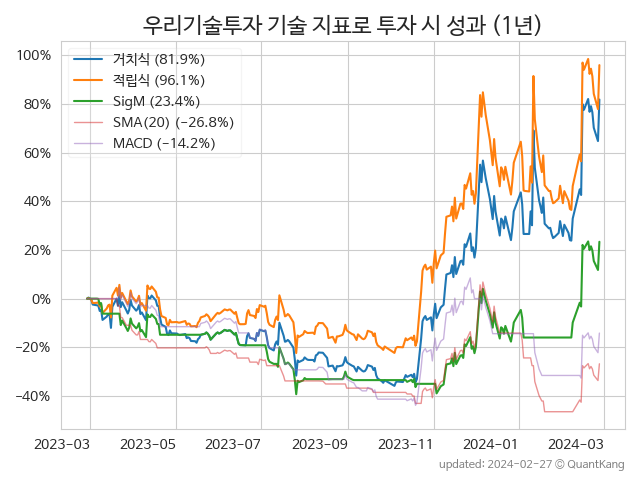 우리기술투자 기술 지표로 투자 시 성과 (1년)
100%
80%
60%
40%
20%
0%
−20%
−40%
거치식 (81.9%)
적립식 (96.1%)
SigM (23.4%)
SMA(20) (−26.8%)
MACD (−14.2%)
2023-03
2023-05
2023-07
2023-09
2023-11
2024-01
2024-03
updated: 2024-02-27 © QuantKang